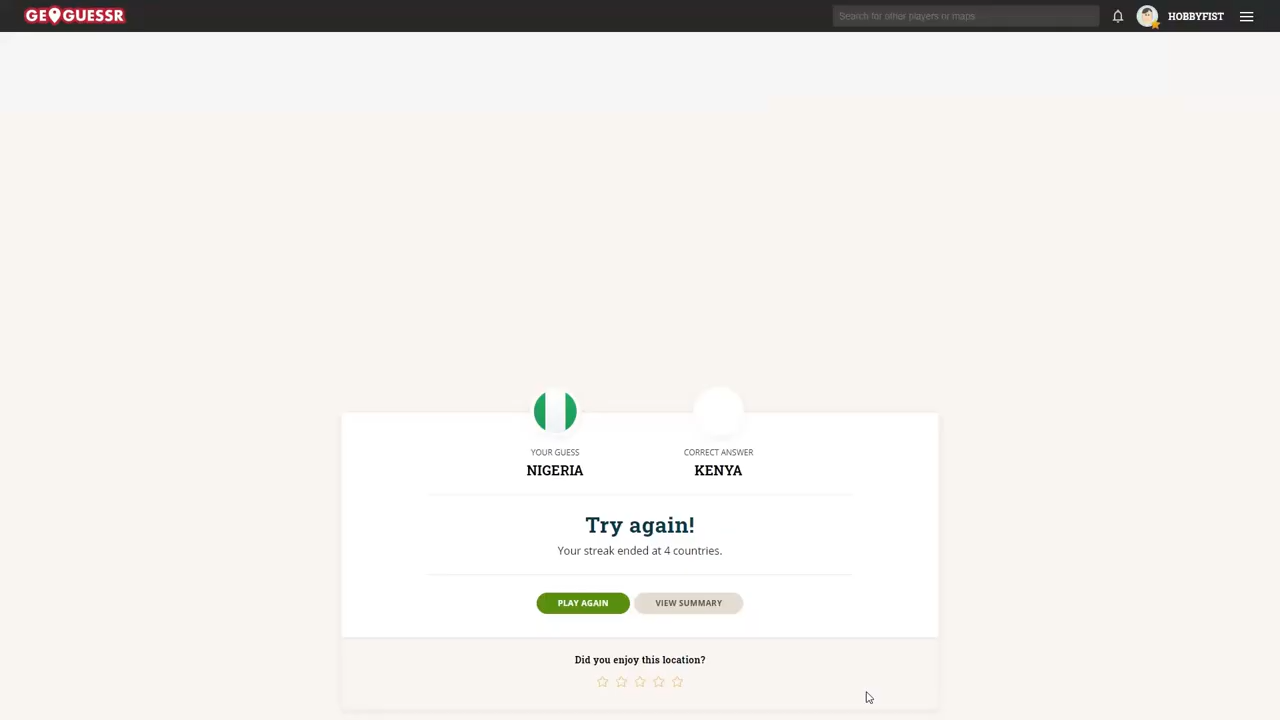 GEOGUESSR
Search for other players or maps
HOBBYFIST
YOUR GUESS
NIGERIA
CORRECT ANSWER
KENYA
Try again!
Your streak ended at 4 countries.
PLAY AGAIN
VIEW SUMMARY
Did you enjoy this location?